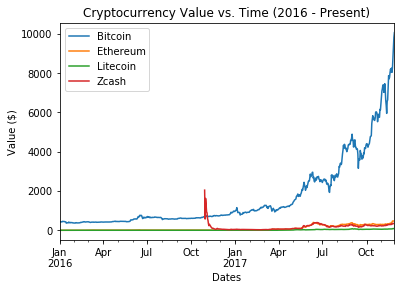 Cryptocurrency Value vs. Time (2016 - Present)
Bitcoin
Ethereum
Litecoin
Zcash
Value ($)
10000
8000
6000
4000
2000
0
Jan Apr Jul Oct Jan Apr Jul Oct
2016 2017
Dates